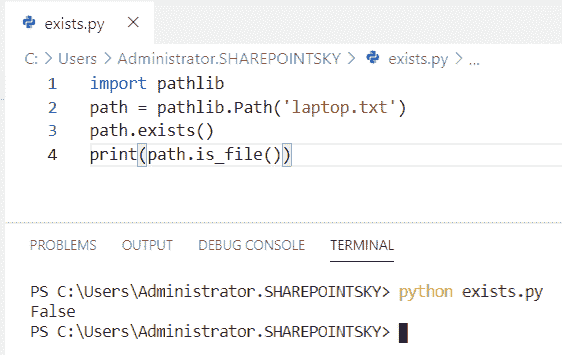 exists.py ×
C: > Users > Administrator.SHAREPOINTSKY > exists.py > ...
1 import pathlib
2 path = pathlib.Path('laptop.txt')
3 path.exists()
4 print(path.is_file())
PROBLEMS OUTPUT DEBUG CONSOLE TERMINAL
PS C:\Users\Administrator.SHAREPOINTSKY> python exists.py
False
PS C:\Users\Administrator.SHAREPOINTSKY>